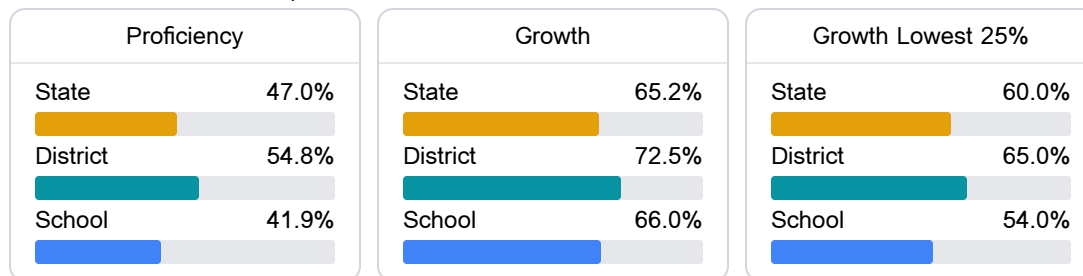 Proficiency
State 47.0%
District 54.8%
School 41.9%
Growth
State 65.2%
District 72.5%
School 66.0%
Growth Lowest 25%
State 60.0%
District 65.0%
School 54.0%